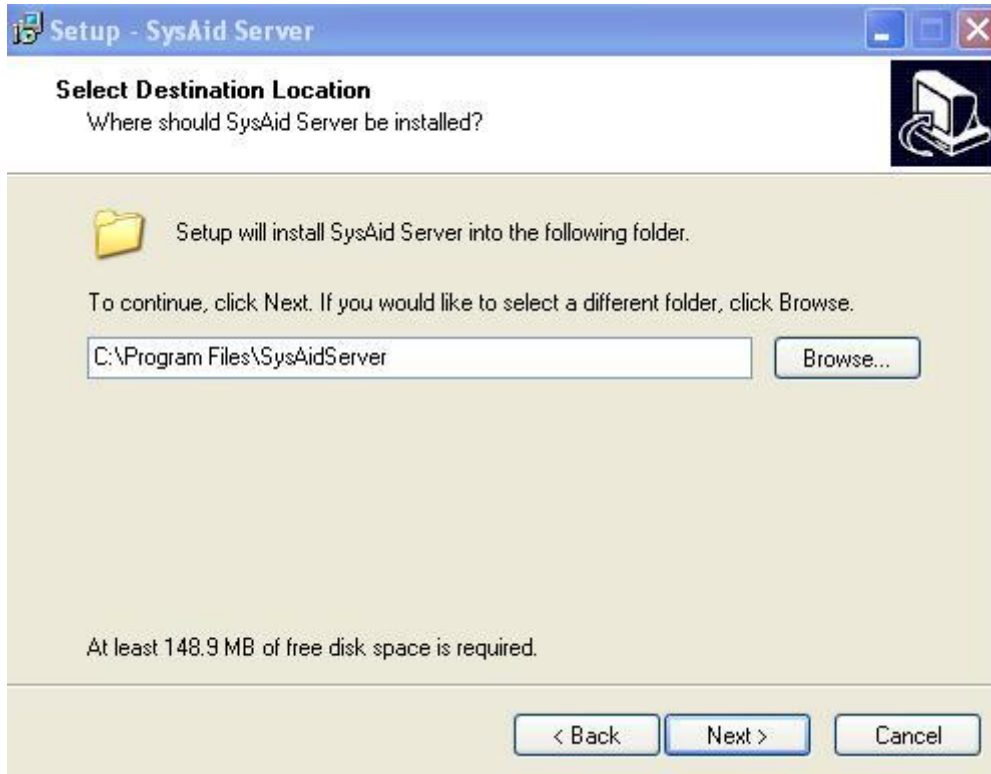 Setup - SysAid Server
Select Destination Location
Where should SysAid Server be installed?
Setup will install SysAid Server into the following folder.
To continue, click Next. If you would like to select a different folder, click Browse.
C:\Program Files\SysAidServer
Browse...
At least 148.9 MB of free disk space is required.
< Back Next > Cancel